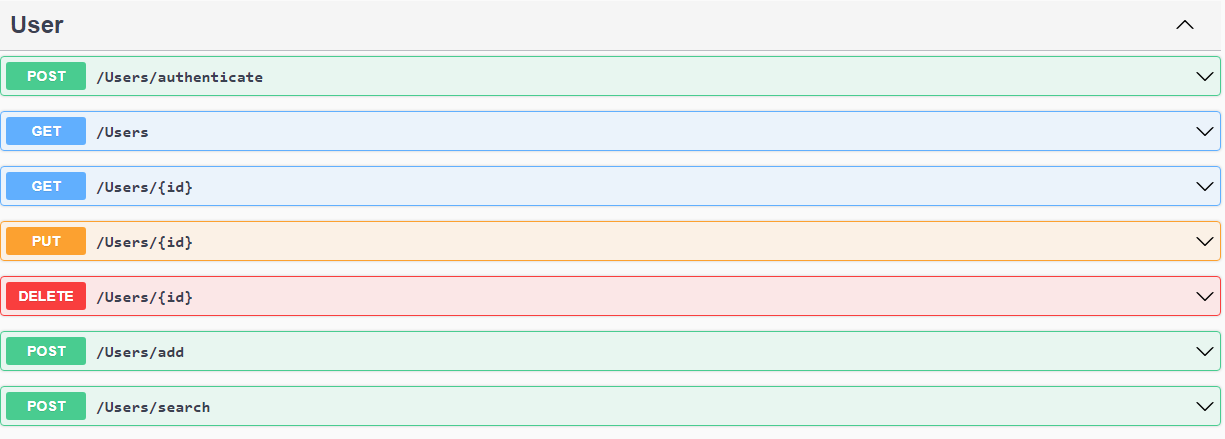 User
POST /Users/authenticate
GET /Users
GET /Users/{id}
PUT /Users/{id}
DELETE /Users/{id}
POST /Users/add
POST /Users/search